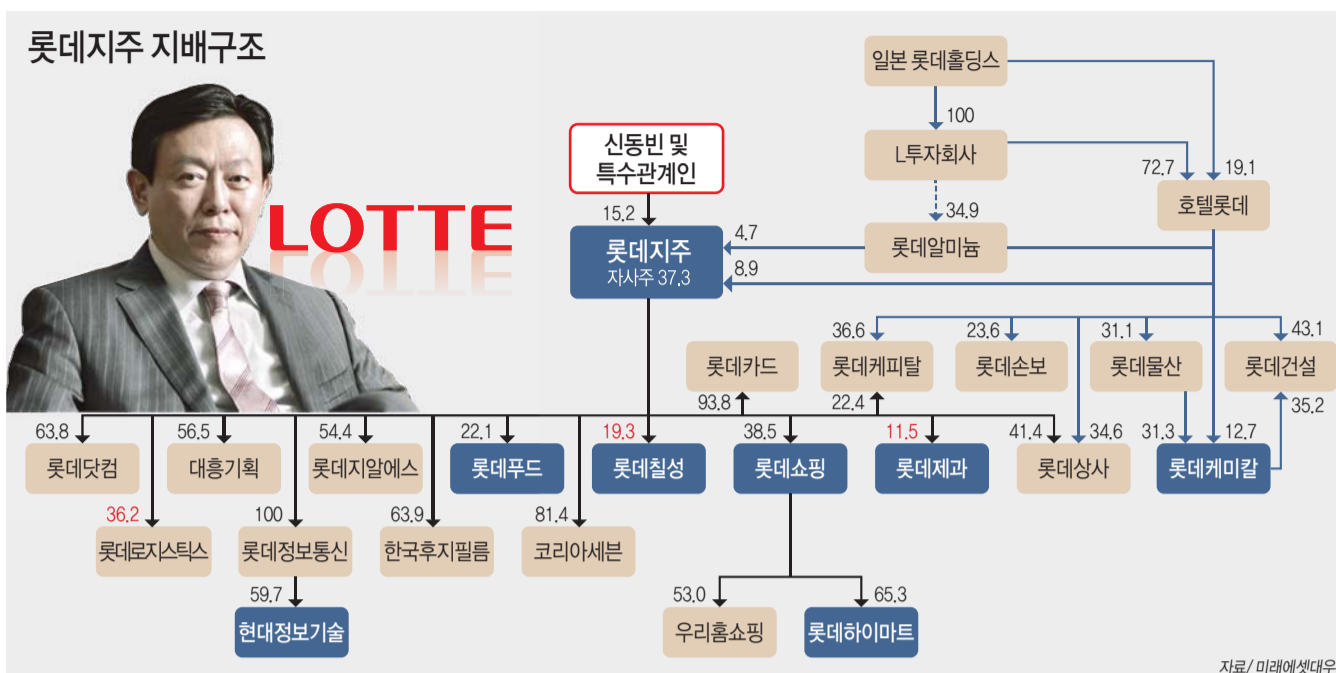 롯데지주 지배구조
LOTTE
일본 롯데홀딩스
100
L투자회사
72.7
19.1
호텔롯데
34.9
롯데알미늄
신동빈 및
특수관계인
15.2
롯데지주
자사주 37.3
4.7
8.9
롯데카드
93.8
36.6
롯데케피탈
22.4
23.6
롯데손보
31.1
롯데물산
43.1
롯데건설
35.2
63.8
롯데닷컴
56.5
대흥기획
54.4
롯데지알에스
22.1
롯데푸드
19.3
롯데칠성
38.5
롯데쇼핑
11.5
롯데제과
41.4
34.6
롯데상사
31.3
12.7
롯데케미칼
36.2
롯데로지스틱스
100
롯데정보통신
63.9
한국후지필름
81.4
코리아세븐
59.7
현대정보기술
53.0
우리홈쇼핑
65.3
롯데하이마트
자료/ 미래에셋대우